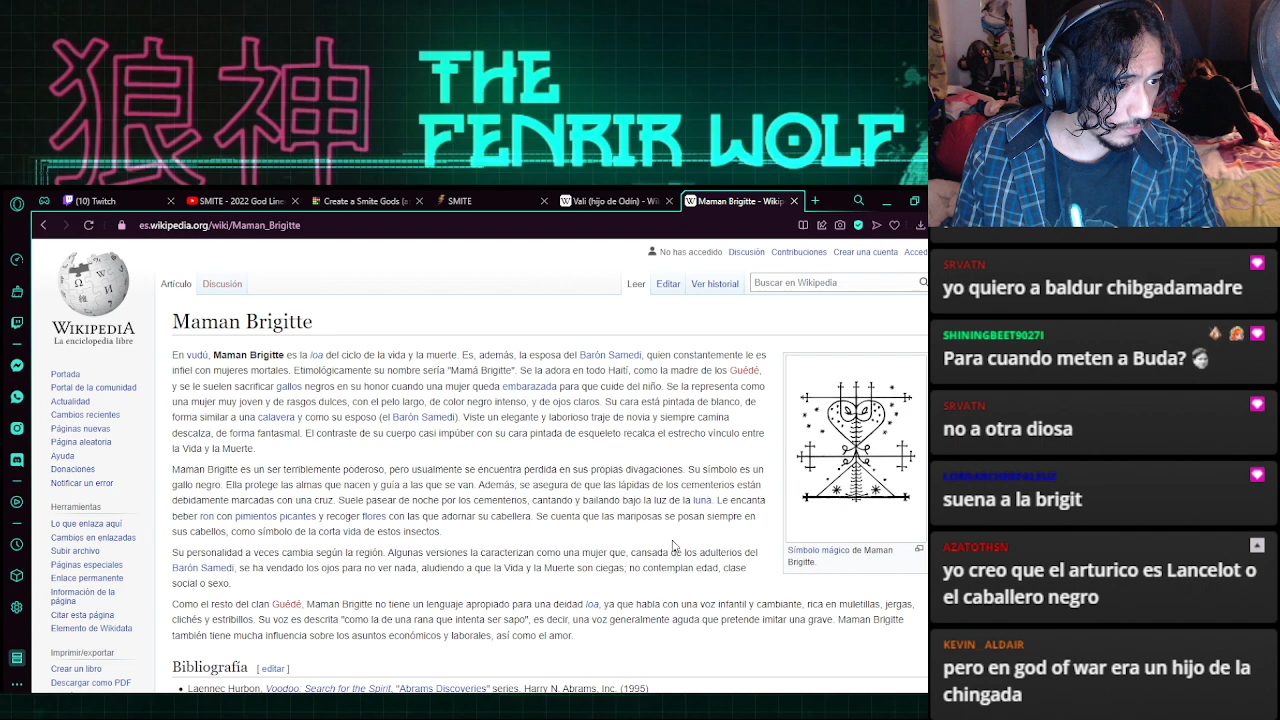 狼神
THE
FENRIR WOLF
(10) Twitch
SMITE - 2022 God Line
Create a Smite Gods (a
SMITE
Vali (hijo de Odín) - Wi
Maman Brigitte - Wikip
es.wikipedia.org/wiki/Maman_Brigitte
No has accedido Discusión Contribuciones Crear una cuenta Acced
Artículo Discusión Leer Editar Ver historial Buscar en Wikipedia
WIKIPEDIA
La enciclopedia libre
Portada
Portal de la comunidad
Actualidad
Cambios recientes
Páginas nuevas
Página aleatoria
Ayuda
Donaciones
Notificar un error
Herramientas
Lo que enlaza aquí
Cambios en enlazadas
Subir archivo
Páginas especiales
Enlace permanente
Información de la
página
Citar esta página
Elemento de Wikidata
Imprimir/exportar
Crear un libro
Descargar como PDF
Maman Brigitte
En vudú, Maman Brigitte es la loa del ciclo de la vida y la muerte. Es, además, la esposa del Barón Samedi, quien constantemente le es
infiel con mujeres mortales. Etimológicamente su nombre sería "Mamá Brigitte". Se la adora en todo Haití, como la madre de los Guédé,
y se le suelen sacrificar gallos negros en su honor cuando una mujer queda embarazada para que cuide del niño. Se la representa como
una mujer muy joven y de rasgos dulces, con el pelo largo, de color negro intenso, y de ojos claros. Su cara está pintada de blanco, de
forma similar a una calavera y como su esposo (el Barón Samedi). Viste un elegante y laborioso traje de novia y siempre camina
descalza, de forma fantasmal. El contraste de su cuerpo casi impúber con su cara pintada de esqueleto recalca el estrecho vínculo entre
la Vida y la Muerte.
Maman Brigitte es un ser terriblemente poderoso, pero usualmente se encuentra perdida en sus propias divagaciones. Su símbolo es un
gallo negro. Ella protege las almas que nacen y guía a las que se van. Además, se asegura de que las lápidas de los cementerios están
debidamente marcadas con una cruz. Suele pasear de noche por los cementerios, cantando y bailando bajo la luz de la luna. Le encanta
beber ron con pimientos picantes y recoger flores con las que adornar su cabellera. Se cuenta que las mariposas se posan siempre en
sus cabellos, como símbolo de la corta vida de estos insectos.
Su personalidad a veces cambia según la región. Algunas versiones la caracterizan como una mujer que, cansada de los adulterios del
Barón Samedi, se ha vendado los ojos para no ver nada, aludiendo a que la Vida y la Muerte son ciegas; no contemplan edad, clase
social o sexo.
Como el resto del clan Guédé, Maman Brigitte no tiene un lenguaje apropiado para una deidad loa, ya que habla con una voz infantil y cambiante, rica en muletillas, jergas,
clichés y estribillos. Su voz es descrita "como la de una rana que intenta ser sapo", es decir, una voz generalmente aguda que pretende imitar una grave. Maman Brigitte
también tiene mucha influencia sobre los asuntos económicos y laborales, así como el amor.
Bibliografía [ editar ]
Laennec Hurbon, Voodoo: Search for the Spirit, "Abrams Discoveries" series. Harry N. Abrams, Inc. (1995)
Símbolo mágico de Maman
Brigitte.
SRVATN
yo quiero a baldur chibgadamadre
SHININGBEET9027I
Para cuando meten a Buda?
SRVATN
no a otra diosa
suena a la brigit
AZATOTHSN
yo creo que el arturico es Lancelot o
el caballero negro
KEVIN_ALDAIR
pero en god of war era un hijo de la
chingada